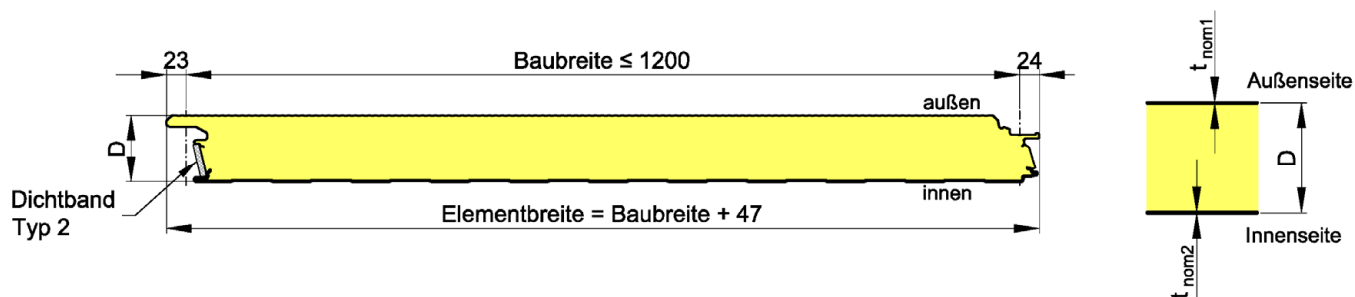 23
Baubreite ≤ 1200
24
außen
D
innen
Dichtband
Typ 2
Elementbreite = Baubreite + 47
t nom1
Außenseite
D
Innenseite
t nom2